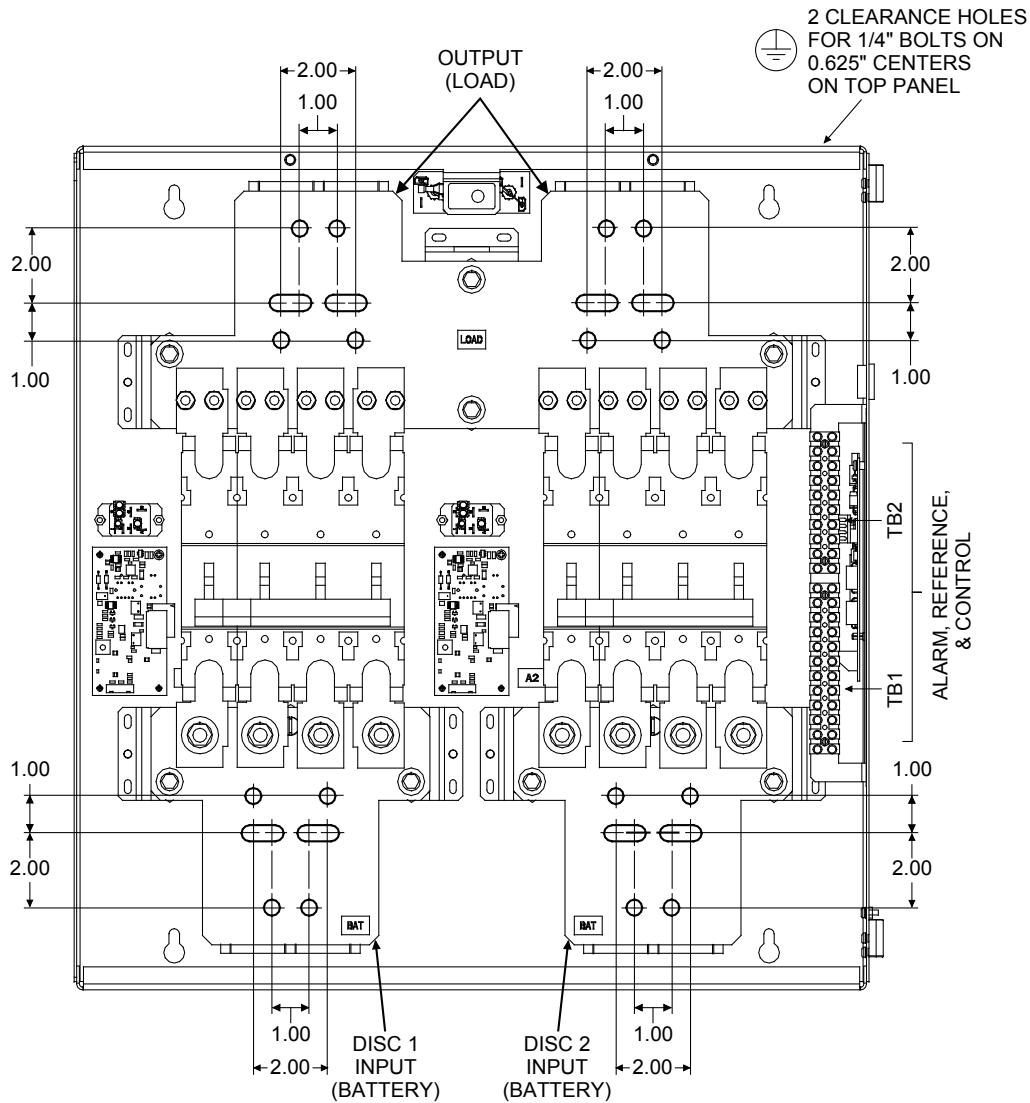 2 CLEARANCE HOLES
FOR 1/4" BOLTS ON
0.625" CENTERS
ON TOP PANEL
OUTPUT
(LOAD)
2.00
1.00
2.00
1.00
2.00
1.00
2.00
1.00
LOAD
TB2
ALARM, REFERENCE,
& CONTROL
A2
TB1
1.00
2.00
1.00
2.00
BAT
BAT
1.00
2.00
1.00
2.00
DISC 1
INPUT
(BATTERY)
DISC 2
INPUT
(BATTERY)